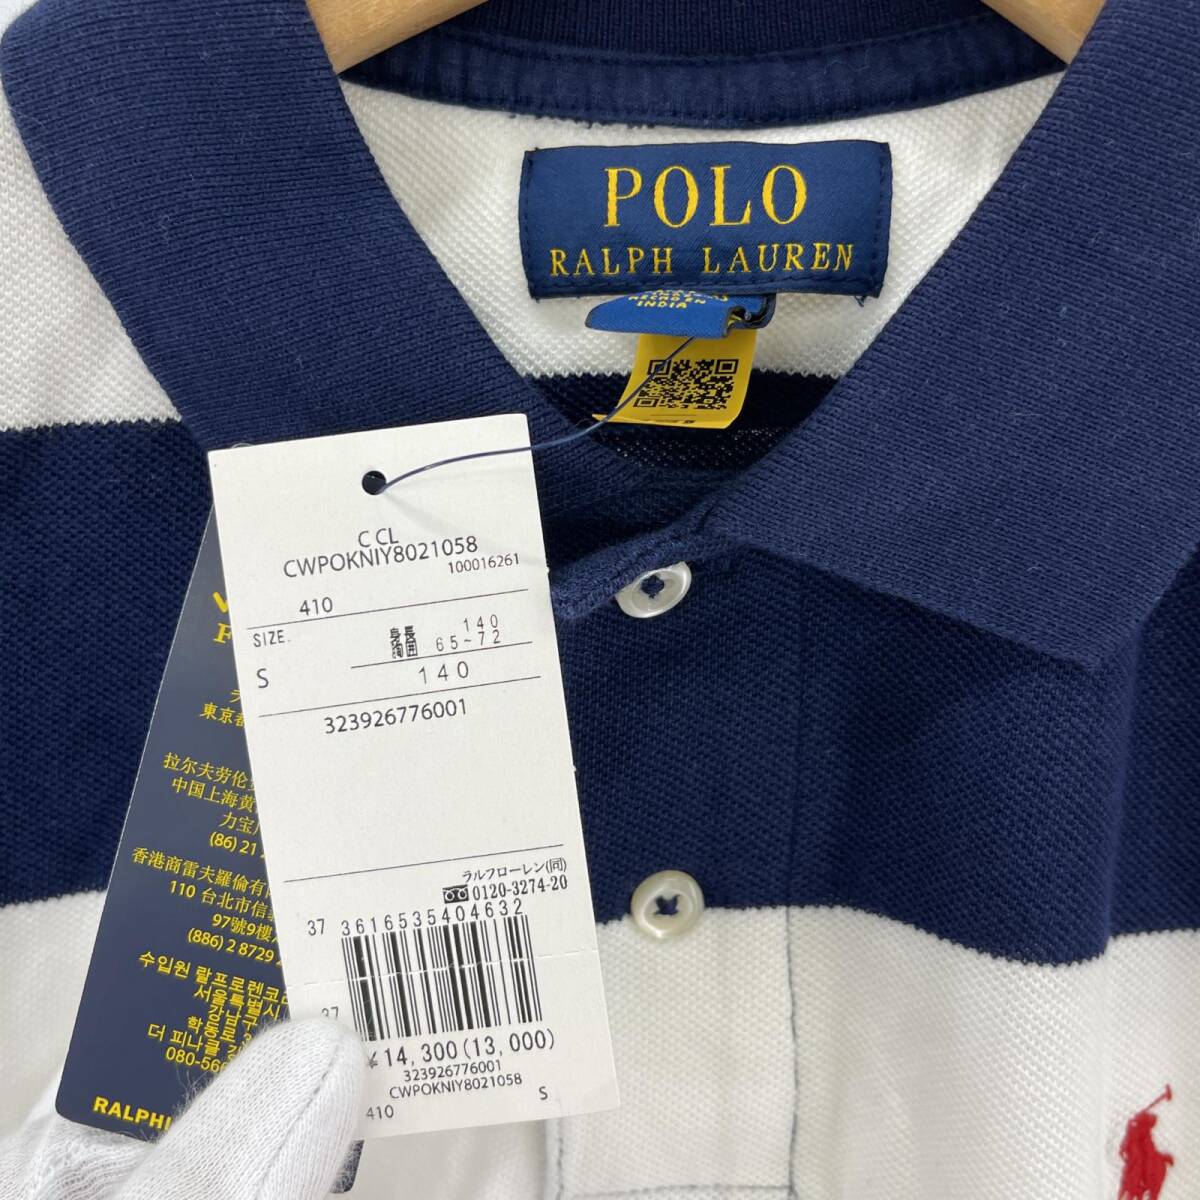 POLO
RALPH LAUREN
HECHO EN
INDIA
C CL
CWPOKNIY8021058
100016261
410
SIZE.
身長 140
胸囲 65~72
S
140
323926776001
ラルフローレン(同)
0120-3274-20
37
3616535404632
37
¥14,300(13,000)
323926776001
CWPOKNIY8021058
410
S
東京都
拉尔夫劳伦
中国上海黄
力宝
(86) 21
香港商雷夫羅倫有
110 台北市信
97號9樓
(886) 2 8729
수입원 랄프로렌코리
서울특별시
강남구
학동로
더 피나클
080-566
RALPH